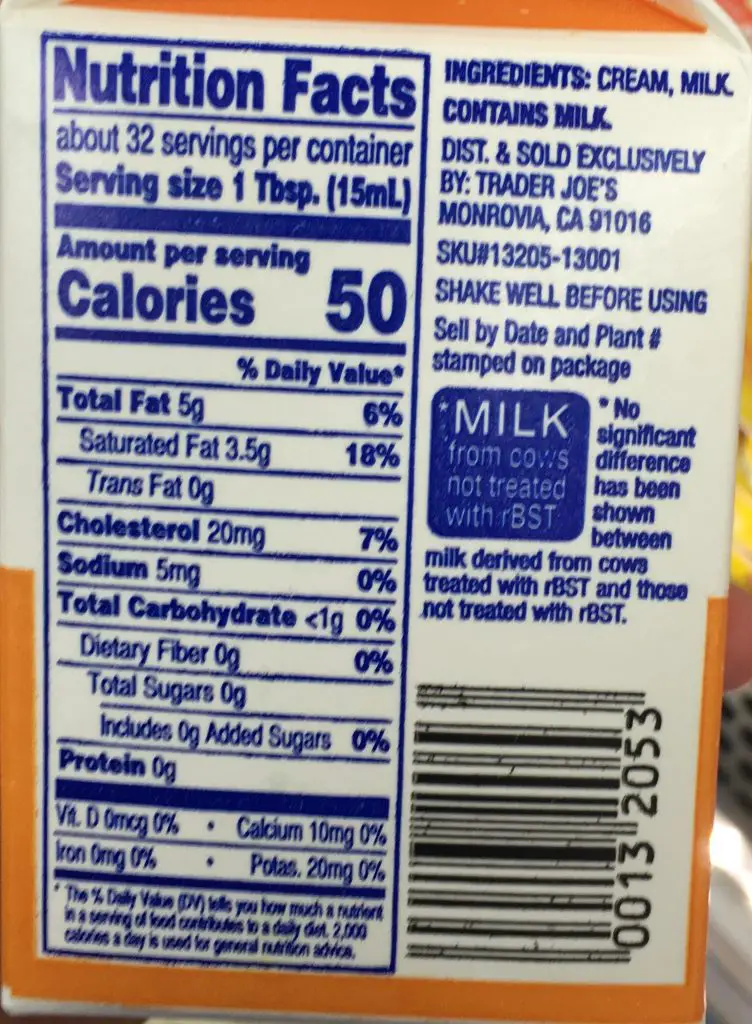 Nutrition Facts
about 32 servings per container
Serving size 1 Tbsp. (15mL)
Amount per serving
Calories 50
% Daily Value*
Total Fat 5g 6%
Saturated Fat 3.5g 18%
Trans Fat 0g
Cholesterol 20mg 7%
Sodium 5mg 0%
Total Carbohydrate <1g 0%
Dietary Fiber 0g 0%
Total Sugars 0g
Includes 0g Added Sugars 0%
Protein 0g
Vit. D 0mcg 0% • Calcium 10mg 0%
Iron 0mg 0% • Potas. 20mg 0%
* The % Daily Value (DV) tells you how much a nutrient
in a serving of food contributes to a daily diet. 2,000
calories a day is used for general nutrition advice.
INGREDIENTS: CREAM, MILK.
CONTAINS MILK.
DIST. & SOLD EXCLUSIVELY
BY: TRADER JOE'S
MONROVIA, CA 91016
SKU#13205-13001
SHAKE WELL BEFORE USING
Sell by Date and Plant #
stamped on package
*MILK
from cows
not treated
with rBST
* No
significant
difference
has been
shown
between
milk derived from cows
treated with rBST and those
not treated with rBST.
0013 2053